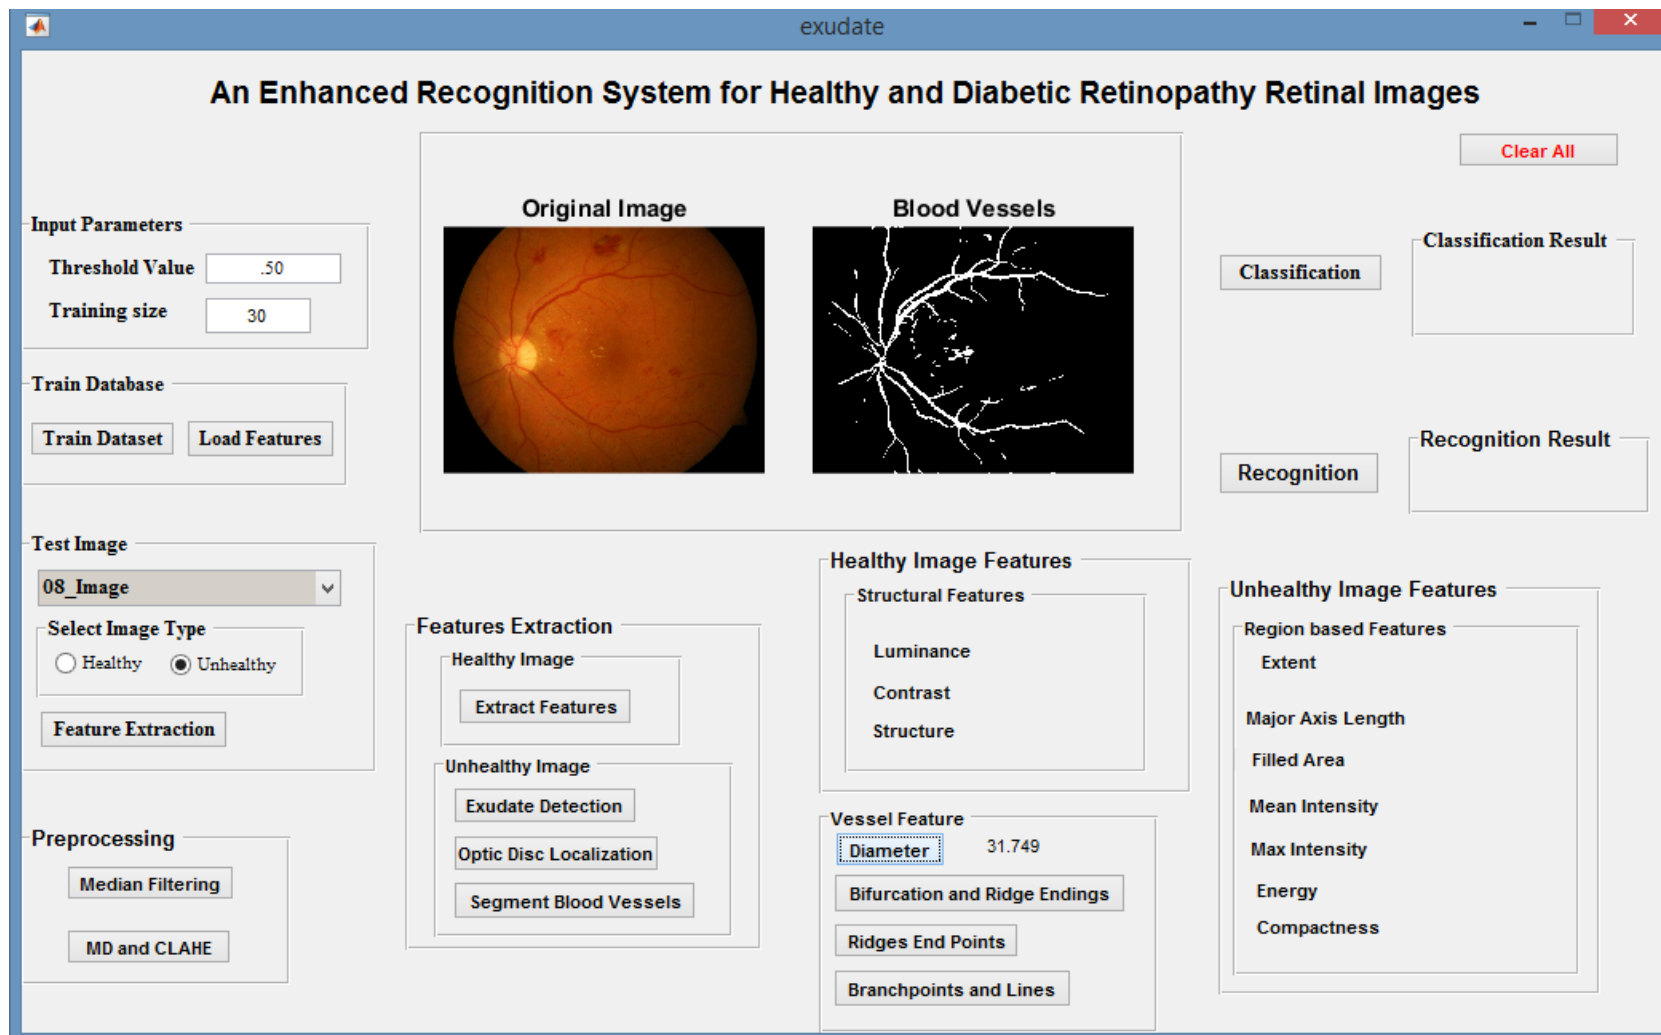 exudate
An Enhanced Recognition System for Healthy and Diabetic Retinopathy Retinal Images
Clear All
Input Parameters
Threshold Value .50
Training size 30
Train Database
Train Dataset Load Features
Test Image
08_Image
Select Image Type
Healthy Unhealthy
Feature Extraction
Preprocessing
Median Filtering
MD and CLAHE
Original Image Blood Vessels
Features Extraction
Healthy Image
Extract Features
Unhealthy Image
Exudate Detection
Optic Disc Localization
Segment Blood Vessels
Healthy Image Features
Structural Features
Luminance
Contrast
Structure
Vessel Feature
Diameter 31.749
Bifurcation and Ridge Endings
Ridges End Points
Branchpoints and Lines
Classification
Classification Result
Recognition
Recognition Result
Unhealthy Image Features
Region based Features
Extent
Major Axis Length
Filled Area
Mean Intensity
Max Intensity
Energy
Compactness